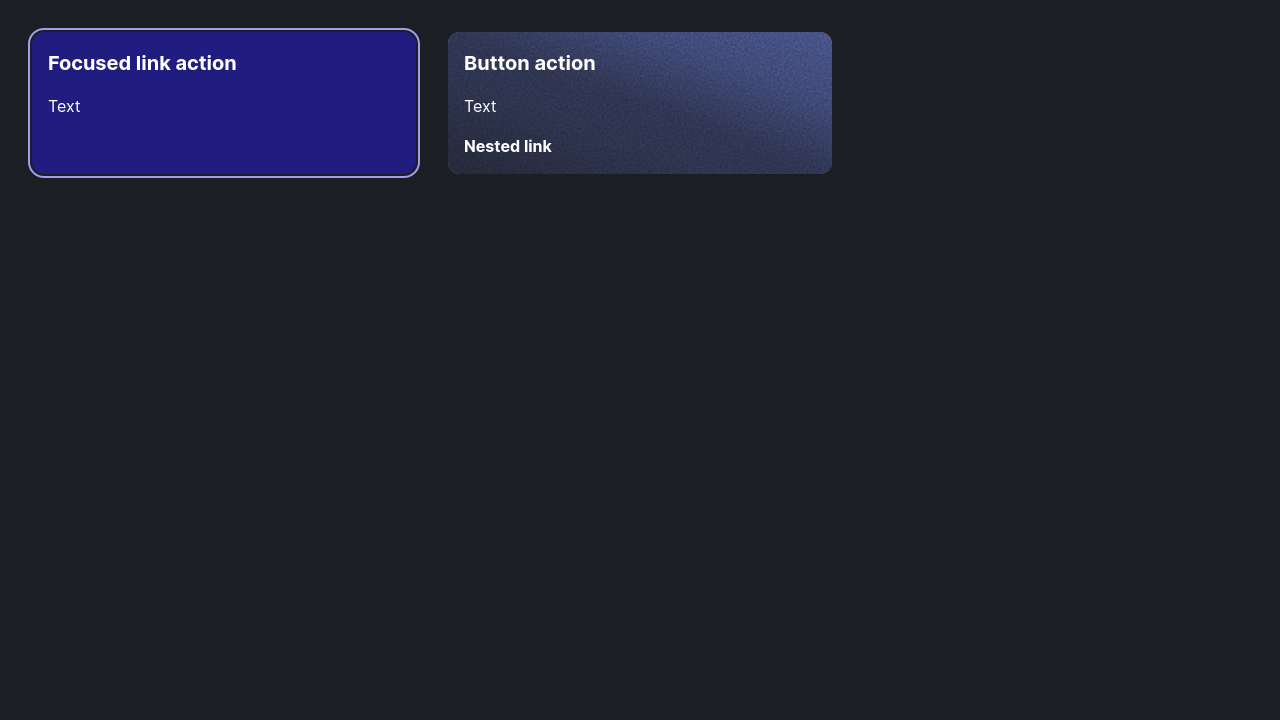 Focused link action
Text
Button action
Text
Nested link